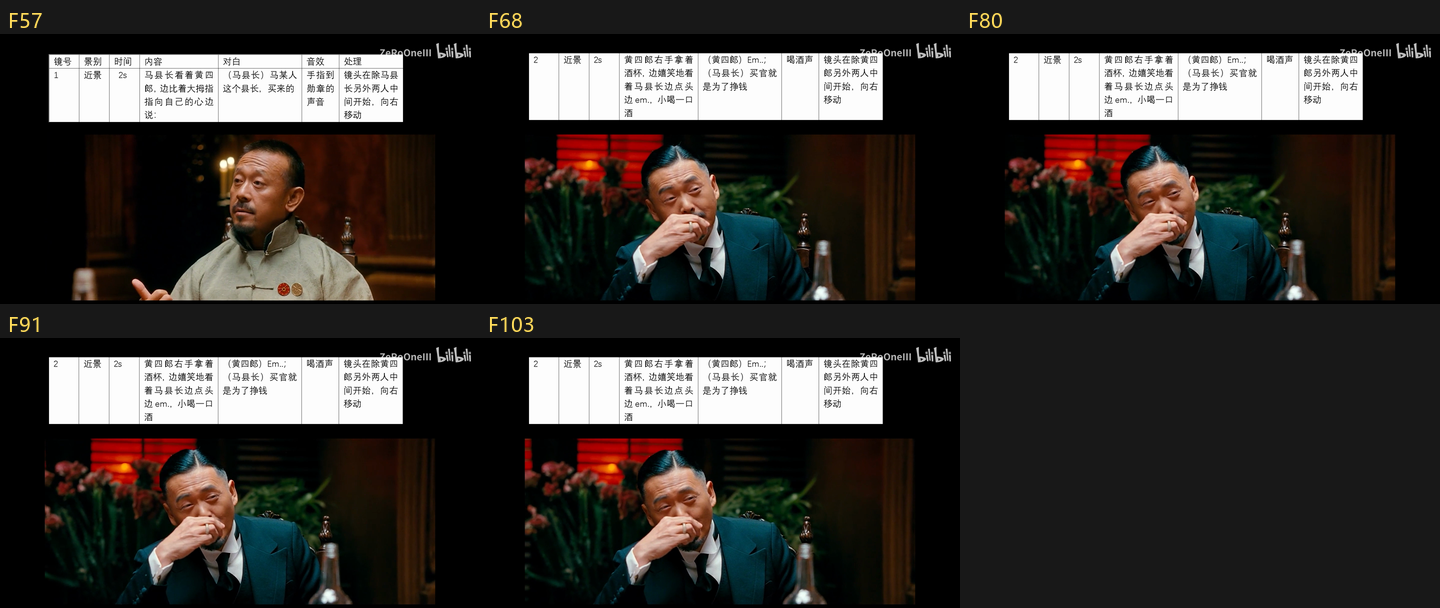 F57
ZeRoOneIII bilibili
镜号 景别 时间 内容 对白 音效 处理
1 近景 2s 马县长看着黄四 （马县长）马某人 手指到 镜头在除马县
郎, 边比着大拇指 这个县长, 买来的 勋章的 长另外两人中
指向自己的心边 声音 间开始, 向右
说: 移动
F68
ZeRoOneIII bilibili
2 近景 2s 黄四郎右手拿着 （黄四郎）Em..; 喝酒声 镜头在除黄四
酒杯, 边嬉笑地看 （马县长）买官就 郎另外两人中
着马县长边点头 是为了挣钱 间开始, 向右
边 em., 小喝一口 移动
酒
F80
ZeRoOneIII bilibili
2 近景 2s 黄四郎右手拿着 （黄四郎）Em..; 喝酒声 镜头在除黄四
酒杯, 边嬉笑地看 （马县长）买官就 郎另外两人中
着马县长边点头 是为了挣钱 间开始, 向右
边 em., 小喝一口 移动
酒
F91
ZeRoOneIII bilibili
2 近景 2s 黄四郎右手拿着 （黄四郎）Em..; 喝酒声 镜头在除黄四
酒杯, 边嬉笑地看 （马县长）买官就 郎另外两人中
着马县长边点头 是为了挣钱 间开始, 向右
边 em., 小喝一口 移动
酒
F103
ZeRoOneIII bilibili
2 近景 2s 黄四郎右手拿着 （黄四郎）Em..; 喝酒声 镜头在除黄四
酒杯, 边嬉笑地看 （马县长）买官就 郎另外两人中
着马县长边点头 是为了挣钱 间开始, 向右
边 em., 小喝一口 移动
酒